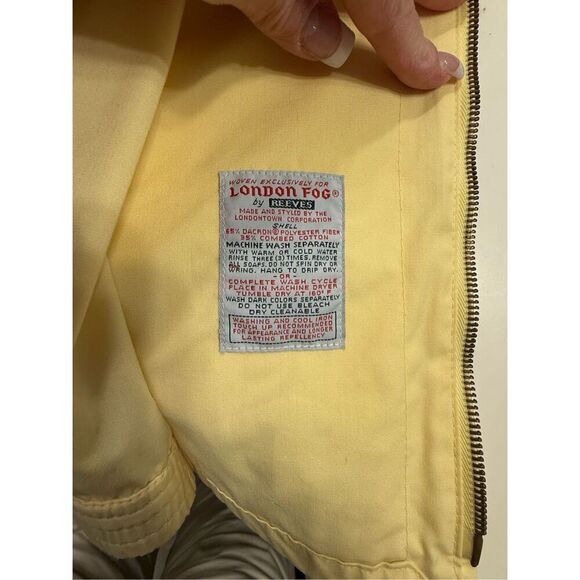 WOVEN EXCLUSIVELY FOR
LONDON FOG®
by REEVES
MADE AND STYLED BY THE
LONDONTOWN CORPORATION
SHELL
65% DACRON® POLYESTER FIBER
35% COMBED COTTON
MACHINE WASH SEPARATELY
WITH WARM OR COLD WATER
RINSE THREE (3) TIMES. REMOVE
ALL SOAPS. DO NOT SPIN DRY OR
WRING. HAND TO DRIP DRY...
-OR-
COMPLETE WASH CYCLE
PLACE IN MACHINE DRYER
TUMBLE DRY AT 160° F
WASH DARK COLORS SEPARATELY
DO NOT USE BLEACH
DRY CLEANABLE
WASHING AND COOL IRON
TOUCH UP RECOMMENDED
FOR APPEARANCE AND LONGER
LASTING REPELLENCY